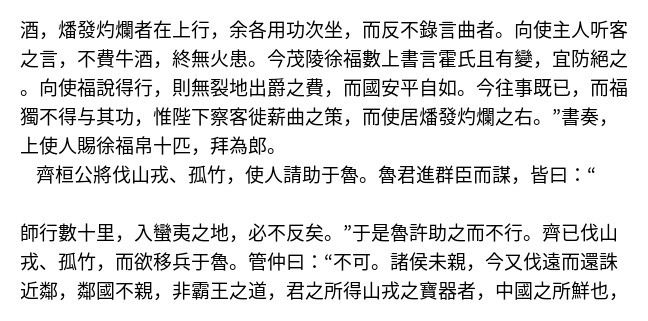 酒，燔發灼爛者在上行，余各用功次坐，而反不錄言曲者。向使主人听客
之言，不費牛酒，終無火患。今茂陵徐福數上書言霍氏且有變，宜防絕之
。向使福說得行，則無裂地出爵之費，而國安平自如。今往事既已，而福
獨不得与其功，惟陛下察客徙薪曲之策，而使居燔發灼爛之右。”書奏，
上使人賜徐福帛十匹，拜為郎。
齊桓公將伐山戎、孤竹，使人請助于魯。魯君進群臣而謀，皆曰：“
師行數十里，入蠻夷之地，必不反矣。”于是魯許助之而不行。齊已伐山
戎、孤竹，而欲移兵于魯。管仲曰：“不可。諸侯未親，今又伐遠而還誅
近鄰，鄰國不親，非霸王之道，君之所得山戎之寶器者，中國之所鮮也，